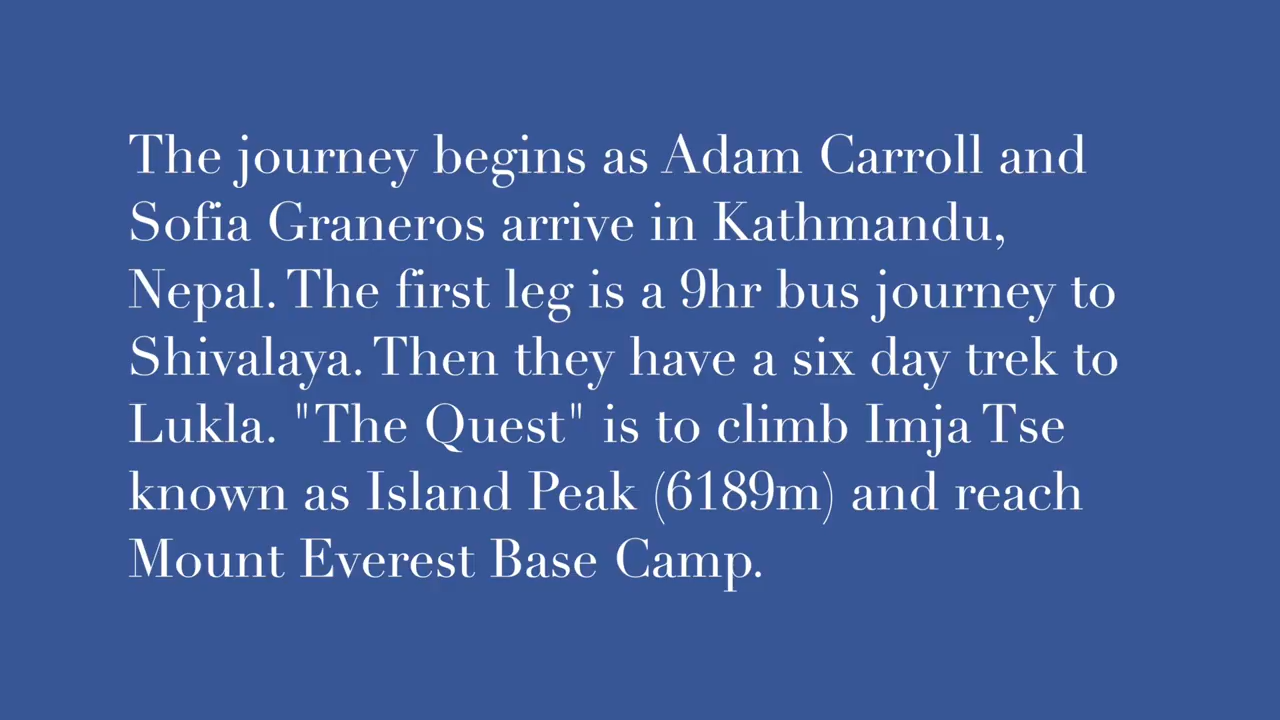 The journey begins as Adam Carroll and
Sofia Graneros arrive in Kathmandu,
Nepal. The first leg is a 9hr bus journey to
Shivalaya. Then they have a six day trek to
Lukla. "The Quest" is to climb Imja Tse
known as Island Peak (6189m) and reach
Mount Everest Base Camp.